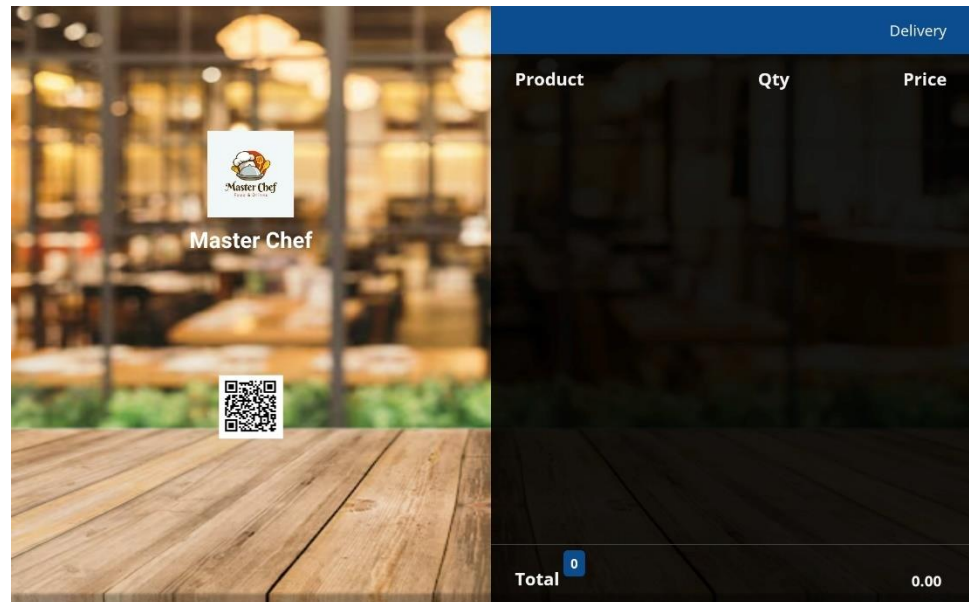 Master Chef
Master Chef
Delivery
Product Qty Price
Total 0 0.00